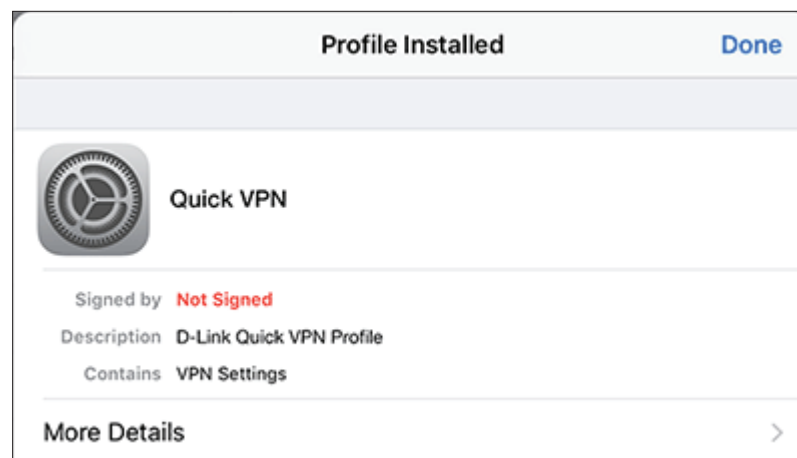 Profile Installed Done
Quick VPN
Signed by Not Signed
Description D-Link Quick VPN Profile
Contains VPN Settings
More Details